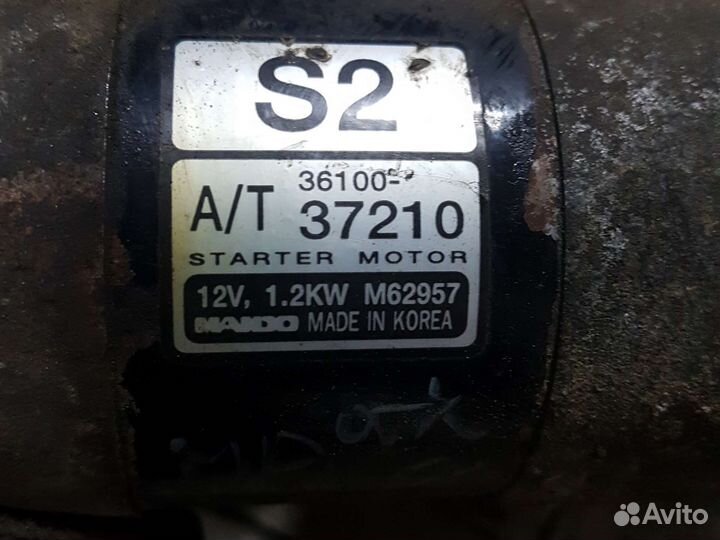 S2
36100-
A/T 37210
STARTER MOTOR
12V, 1.2KW M62957
MANDO MADE IN KOREA
Avito